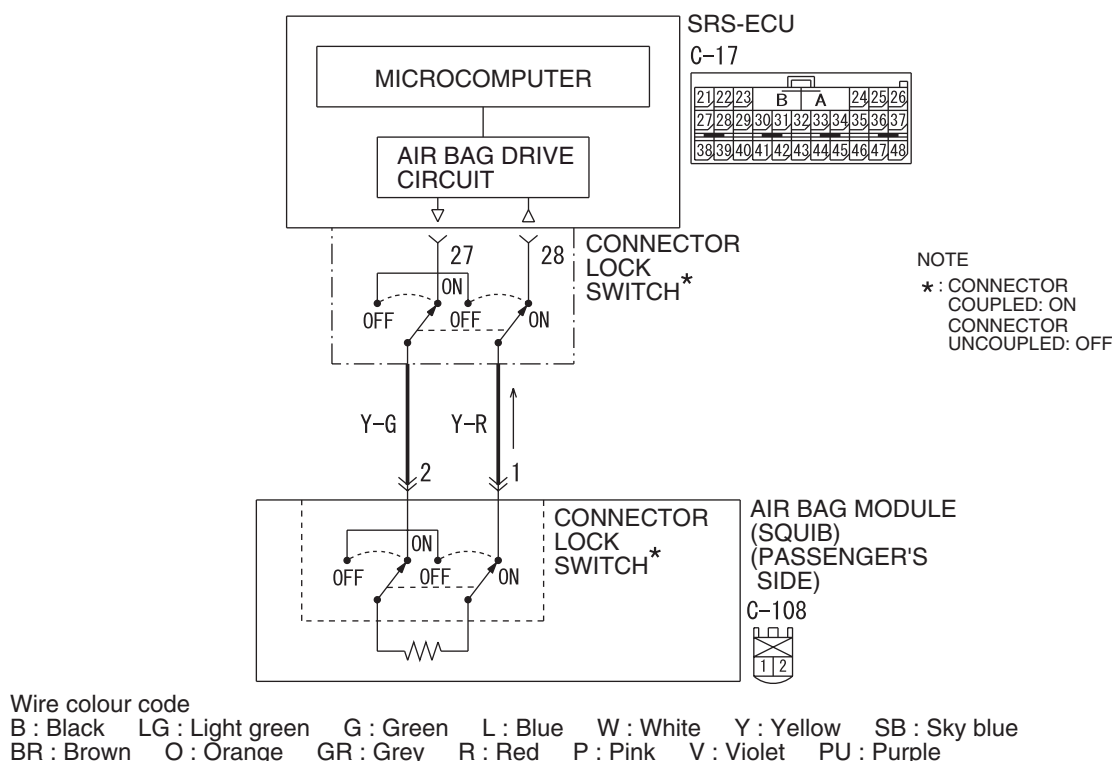 SRS-ECU
C-17
MICROCOMPUTER
AIR BAG DRIVE
CIRCUIT
21 22 23 B A 24 25 26
27 28 29 30 31 32 33 34 35 36 37
38 39 40 41 42 43 44 45 46 47 48
27 28
CONNECTOR
LOCK
SWITCH*
ON
OFF OFF ON
NOTE
* : CONNECTOR
COUPLED: ON
CONNECTOR
UNCOUPLED: OFF
Y-G Y-R
2 1
CONNECTOR
LOCK
SWITCH*
ON
OFF OFF ON
AIR BAG MODULE
(SQUIB)
(PASSENGER'S
SIDE)
C-108
1 2
Wire colour code
B : Black LG : Light green G : Green L : Blue W : White Y : Yellow SB : Sky blue
BR : Brown O : Orange GR : Grey R : Red P : Pink V : Violet PU : Purple